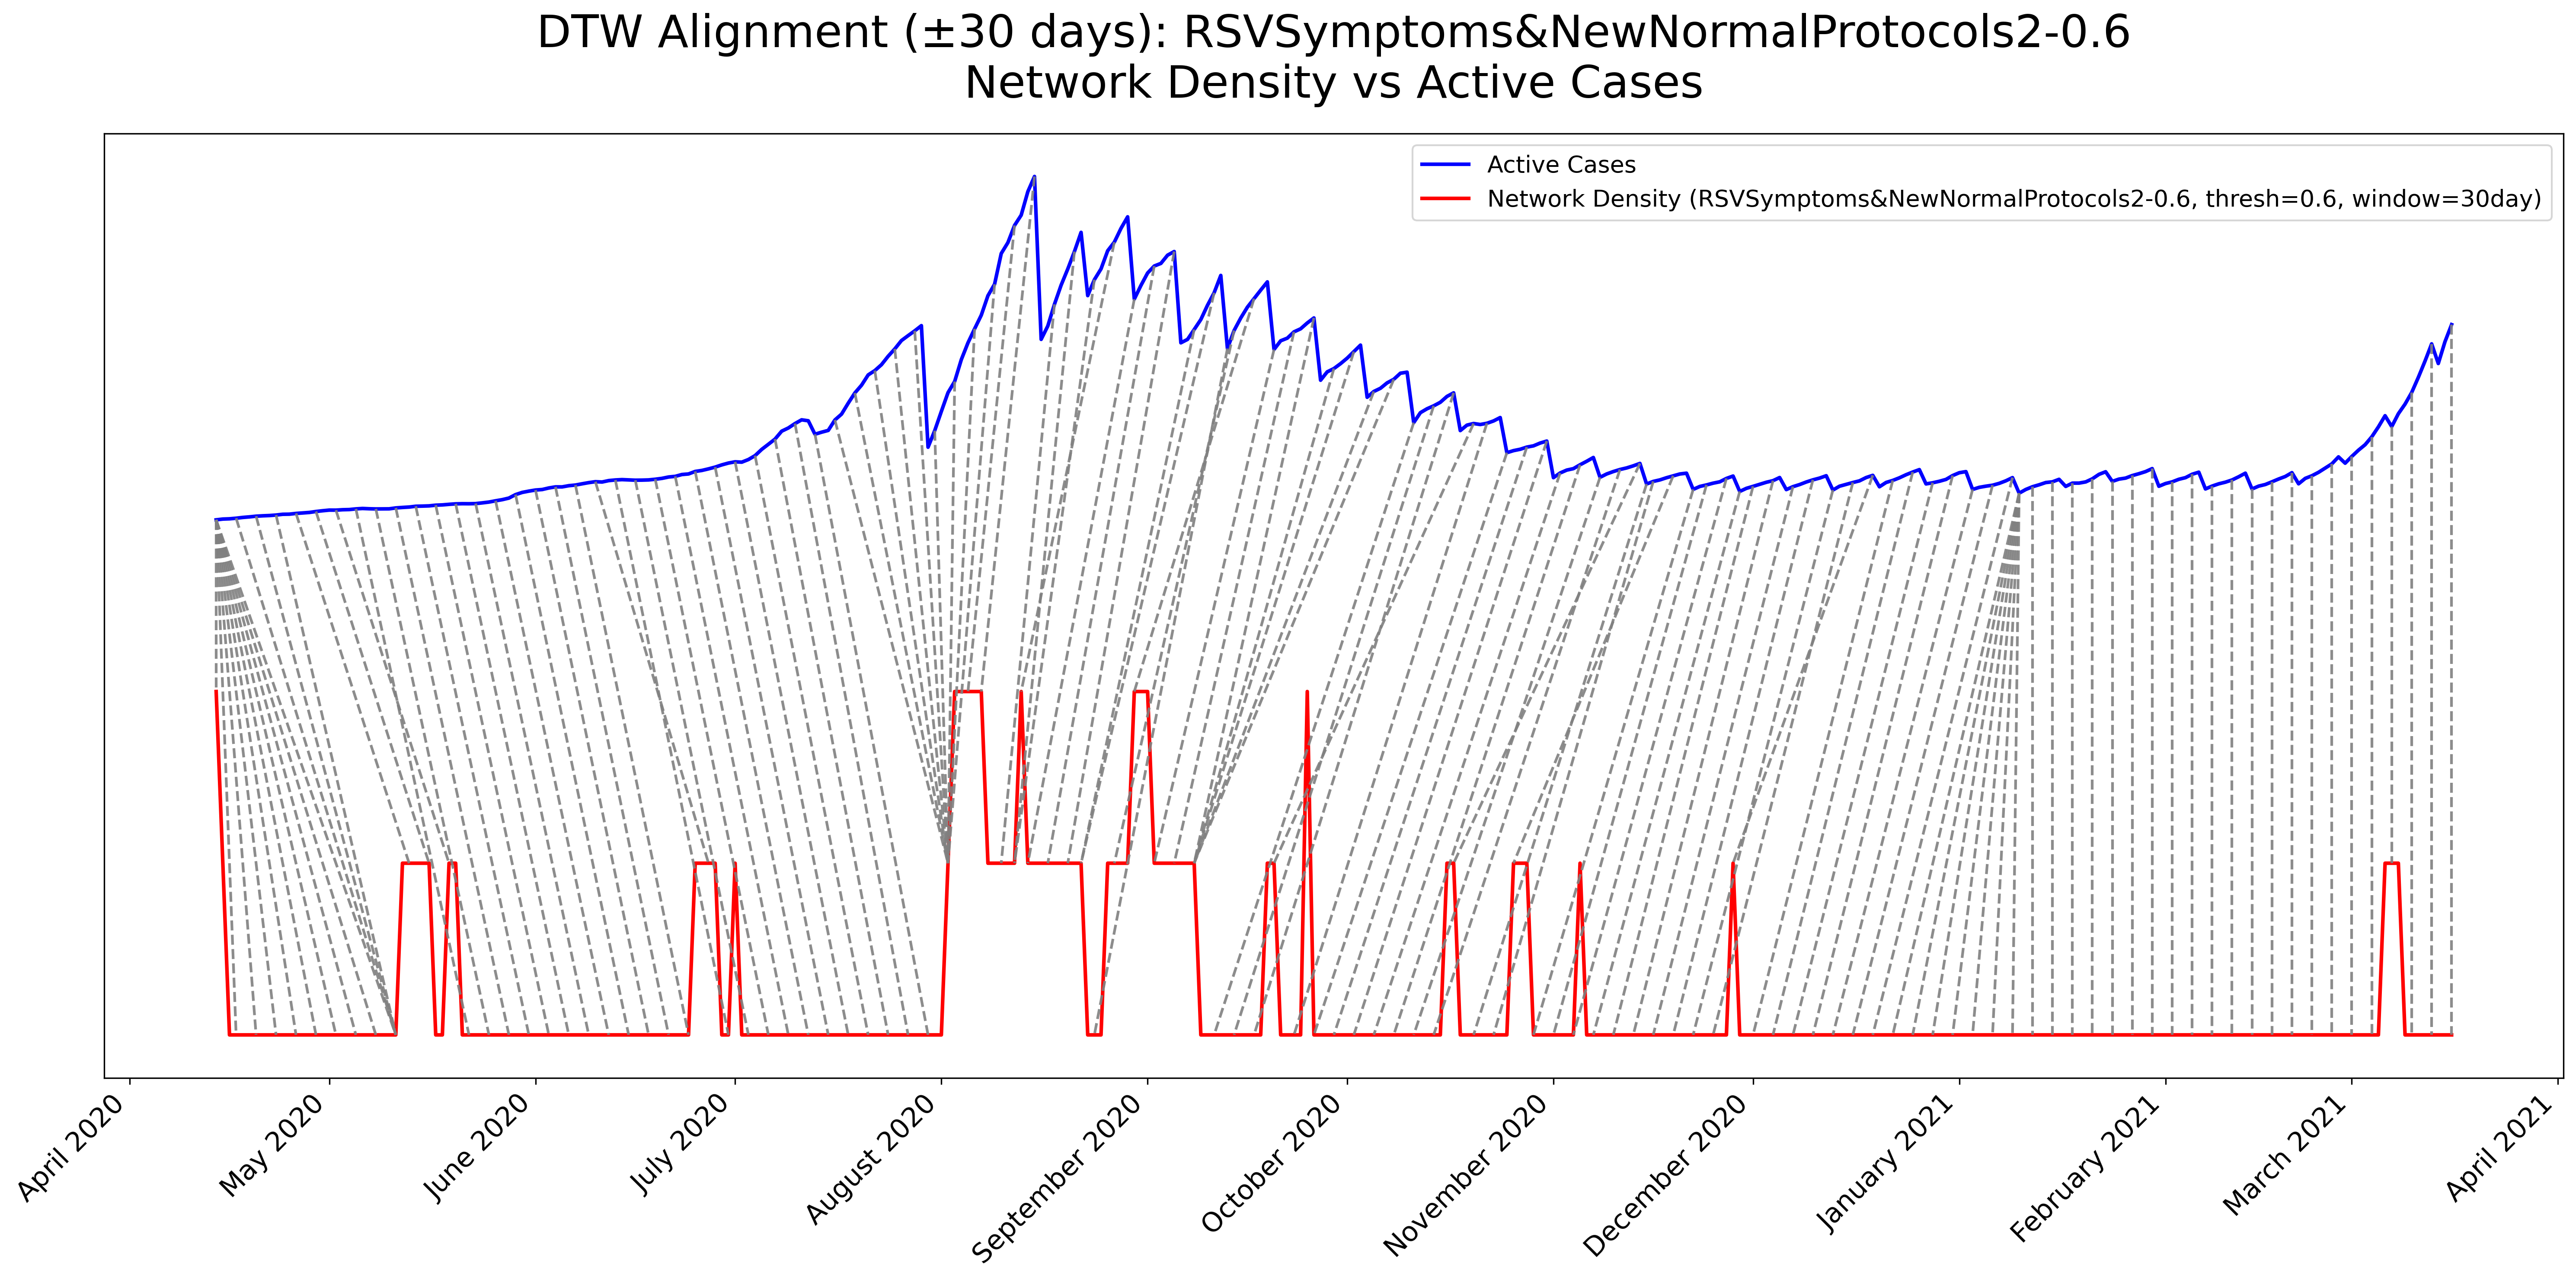 DTW Alignment (±30 days): RSVSymptoms&NewNormalProtocols2-0.6
Network Density vs Active Cases
Active Cases
Network Density (RSVSymptoms&NewNormalProtocols2-0.6, thresh=0.6, window=30day)
April 2020
May 2020
June 2020
July 2020
August 2020
September 2020
October 2020
November 2020
December 2020
January 2021
February 2021
March 2021
April 2021